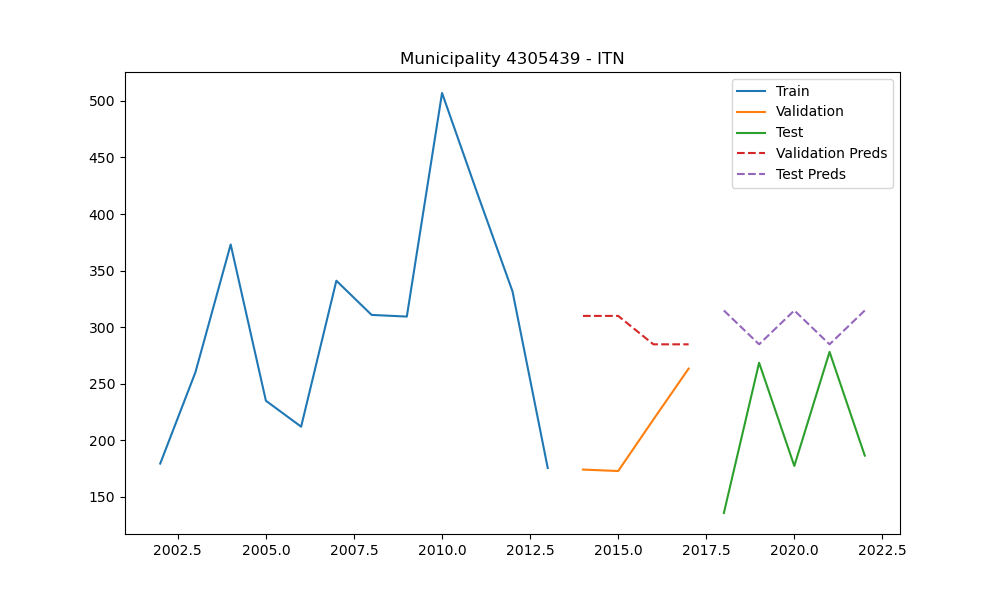 Municipality 4305439 - ITN
Train
Validation
Test
Validation Preds
Test Preds
500
450
400
350
300
250
200
150
2002.5 2005.0 2007.5 2010.0 2012.5 2015.0 2017.5 2020.0 2022.5